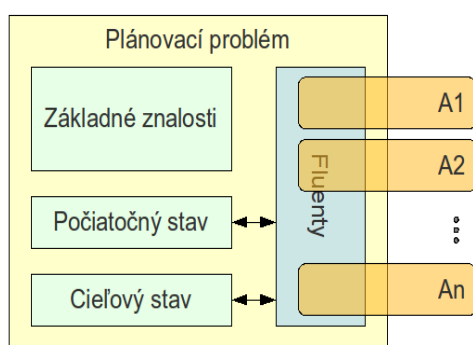 Plánovací problém
Základné znalosti
Počiatočný stav
Cieľový stav
Fluenty
A1
A2
An